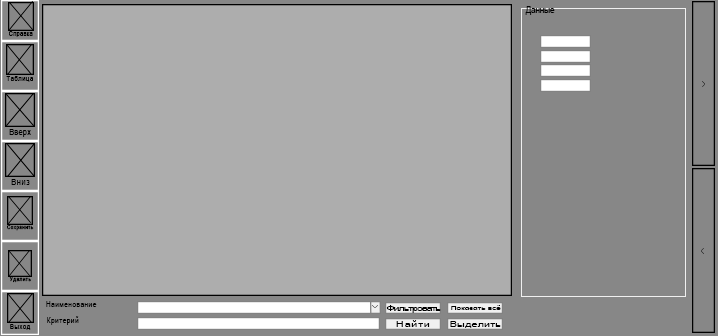 Справка
Таблица
Вверх
Вниз
Сохранить
Удалить
Выход
Данные
Наименование
Фильтровать
Показать всё
Критерий
Найти
Выделить